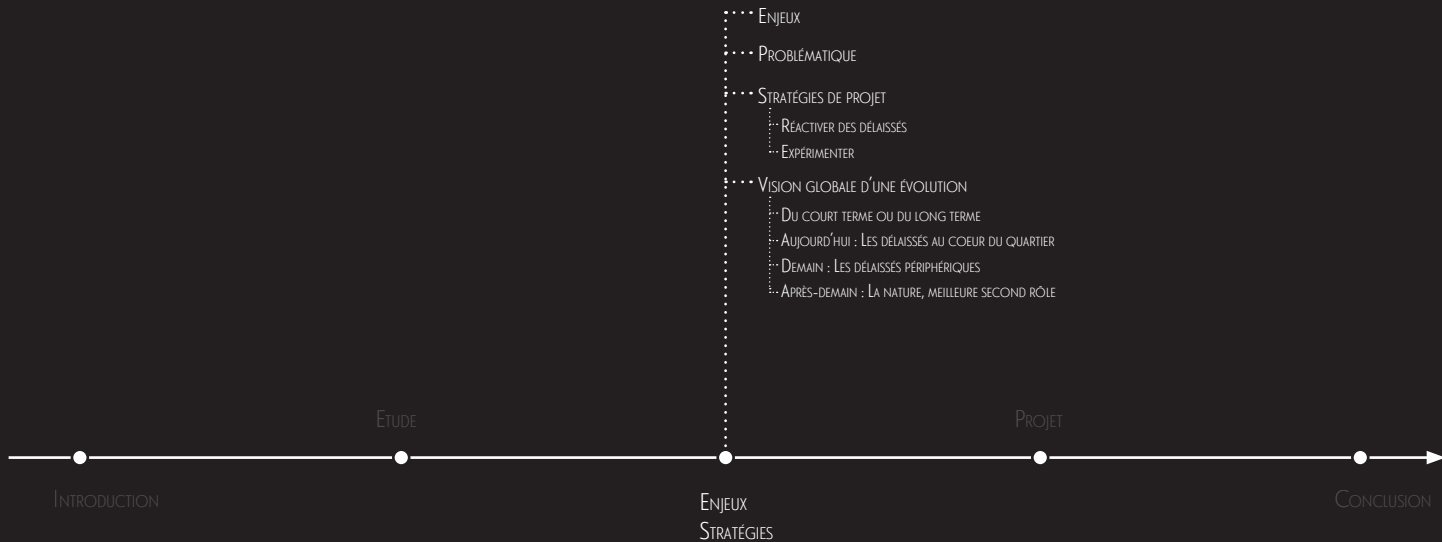 Enjeux
Problématique
Stratégies de projet
Réactiver des délaissés
Expérimenter
Vision globale d'une évolution
Du court terme ou du long terme
Aujourd'hui : Les délaissés au coeur du quartier
Demain : Les délaissés périphériques
Après-demain : La nature, meilleure second rôle
Etude
Projet
Introduction
Enjeux
Stratégies
Conclusion